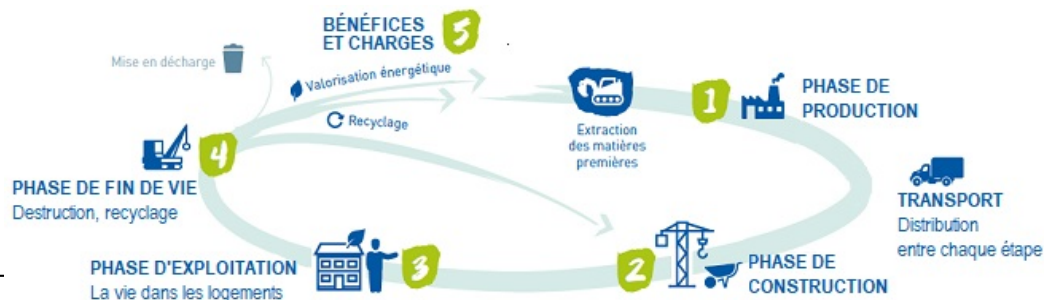 BÉNÉFICES
ET CHARGES
5
Mise en décharge
Valorisation énergétique
Recyclage
Extraction
des matières
premières
1
PHASE DE
PRODUCTION
4
PHASE DE FIN DE VIE
Destruction, recyclage
TRANSPORT
Distribution
entre chaque étape
PHASE D'EXPLOITATION
La vie dans les logements
3
2
PHASE DE
CONSTRUCTION